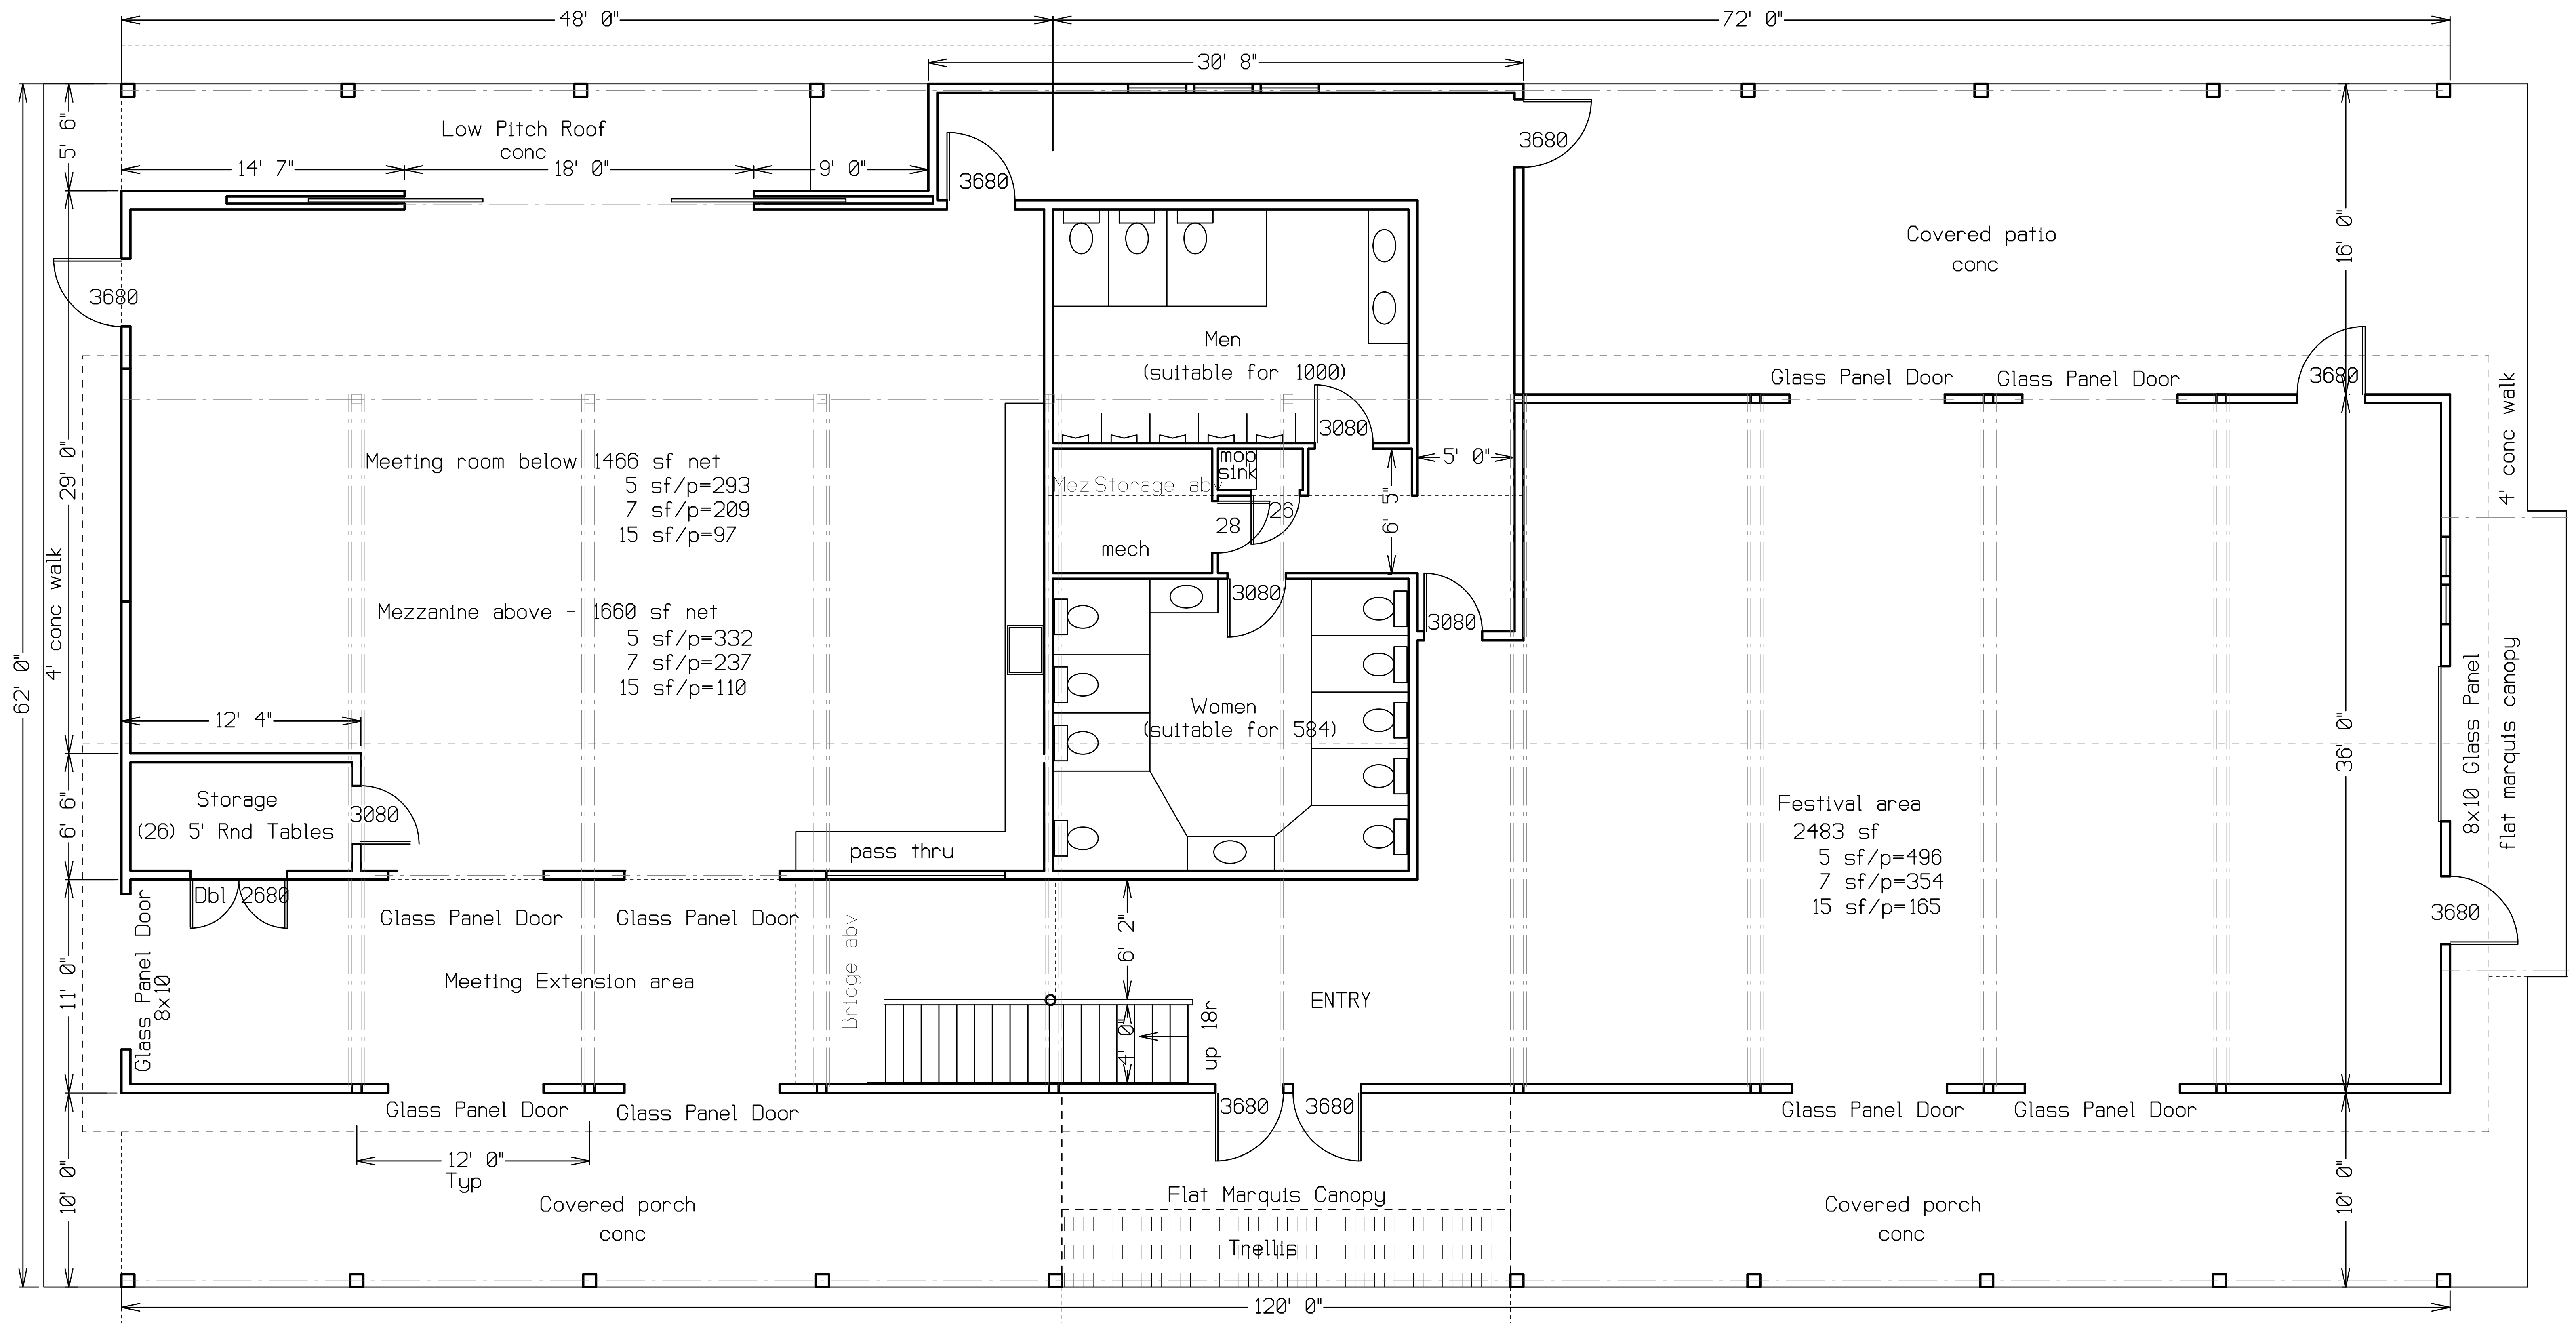 48' 0"
72' 0"
30' 8"
5' 6"
Low Pitch Roof
conc
14' 7"
18' 0"
9' 0"
3680
3680
3680
Covered patio
conc
16' 0"
Men
(suitable for 1000)
3080
Glass Panel Door
Glass Panel Door
3680
4' conc walk
29' 0"
Meeting room below 1466 sf net
5 sf/p=293
7 sf/p=209
15 sf/p=97
mop
sink
Mez.Storage abv
5' 0"
6' 5"
28
26
mech
4' conc walk
62' 0"
Mezzanine above - 1660 sf net
5 sf/p=332
7 sf/p=237
15 sf/p=110
3080
3080
Women
(suitable for 584)
36' 0"
8x10 Glass Panel
flat marquis canopy
12' 4"
6' 6"
Storage
(26) 5' Rnd Tables
3080
pass thru
Festival area
2483 sf
5 sf/p=496
7 sf/p=354
15 sf/p=165
Dbl 2680
Glass Panel Door
Glass Panel Door
3680
11' 0"
Glass Panel Door
8x10
Meeting Extension area
Bridge abv
6' 2"
4' 0"
up 18r
ENTRY
Glass Panel Door
Glass Panel Door
3680
3680
Glass Panel Door
Glass Panel Door
12' 0"
Typ
10' 0"
Covered porch
conc
Flat Marquis Canopy
Trellis
Covered porch
conc
10' 0"
120' 0"